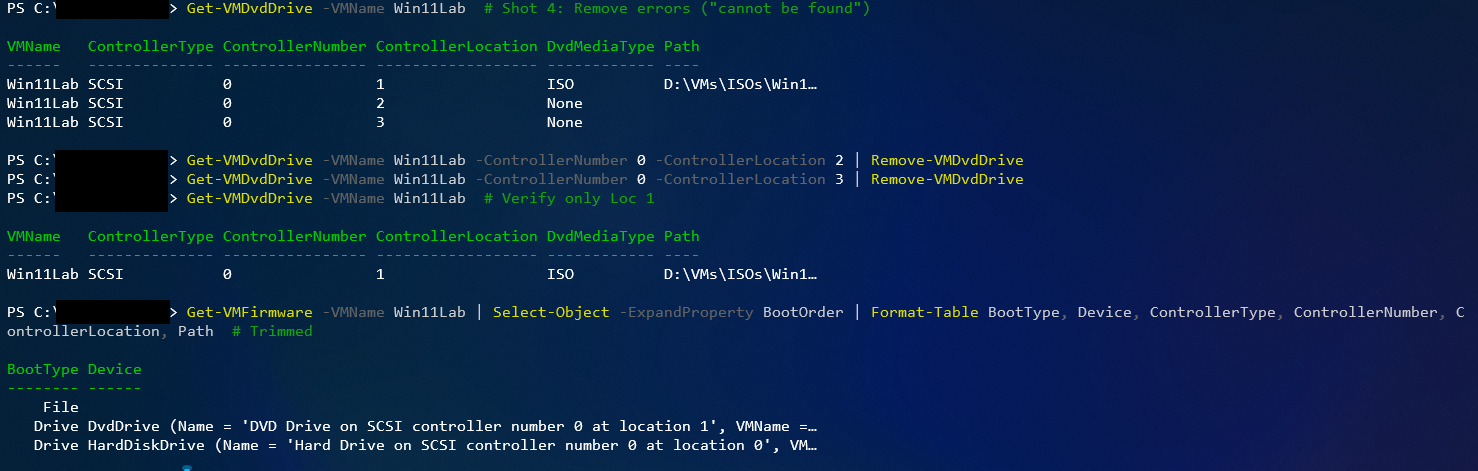 PS C:\> Get-VMDvdDrive -VMName Win11Lab  # Shot 4: Remove errors ("cannot be found")
VMName   ControllerType ControllerNumber ControllerLocation DvdMediaType Path
------   -------------- ---------------- ------------------ ------------ ----
Win11Lab SCSI           0                1                  ISO          D:\VMs\ISOs\Win1…
Win11Lab SCSI           0                2                  None
Win11Lab SCSI           0                3                  None
PS C:\> Get-VMDvdDrive -VMName Win11Lab -ControllerNumber 0 -ControllerLocation 2 | Remove-VMDvdDrive
PS C:\> Get-VMDvdDrive -VMName Win11Lab -ControllerNumber 0 -ControllerLocation 3 | Remove-VMDvdDrive
PS C:\> Get-VMDvdDrive -VMName Win11Lab  # Verify only Loc 1
VMName   ControllerType ControllerNumber ControllerLocation DvdMediaType Path
------   -------------- ---------------- ------------------ ------------ ----
Win11Lab SCSI           0                1                  ISO          D:\VMs\ISOs\Win1…
PS C:\> Get-VMFirmware -VMName Win11Lab | Select-Object -ExpandProperty BootOrder | Format-Table BootType, Device, ControllerType, ControllerNumber, C
ontrollerLocation, Path  # Trimmed
BootType Device
-------- ------
    File
   Drive DvdDrive (Name = 'DVD Drive on SCSI controller number 0 at location 1', VMName =…
   Drive HardDiskDrive (Name = 'Hard Drive on SCSI controller number 0 at location 0', VM…